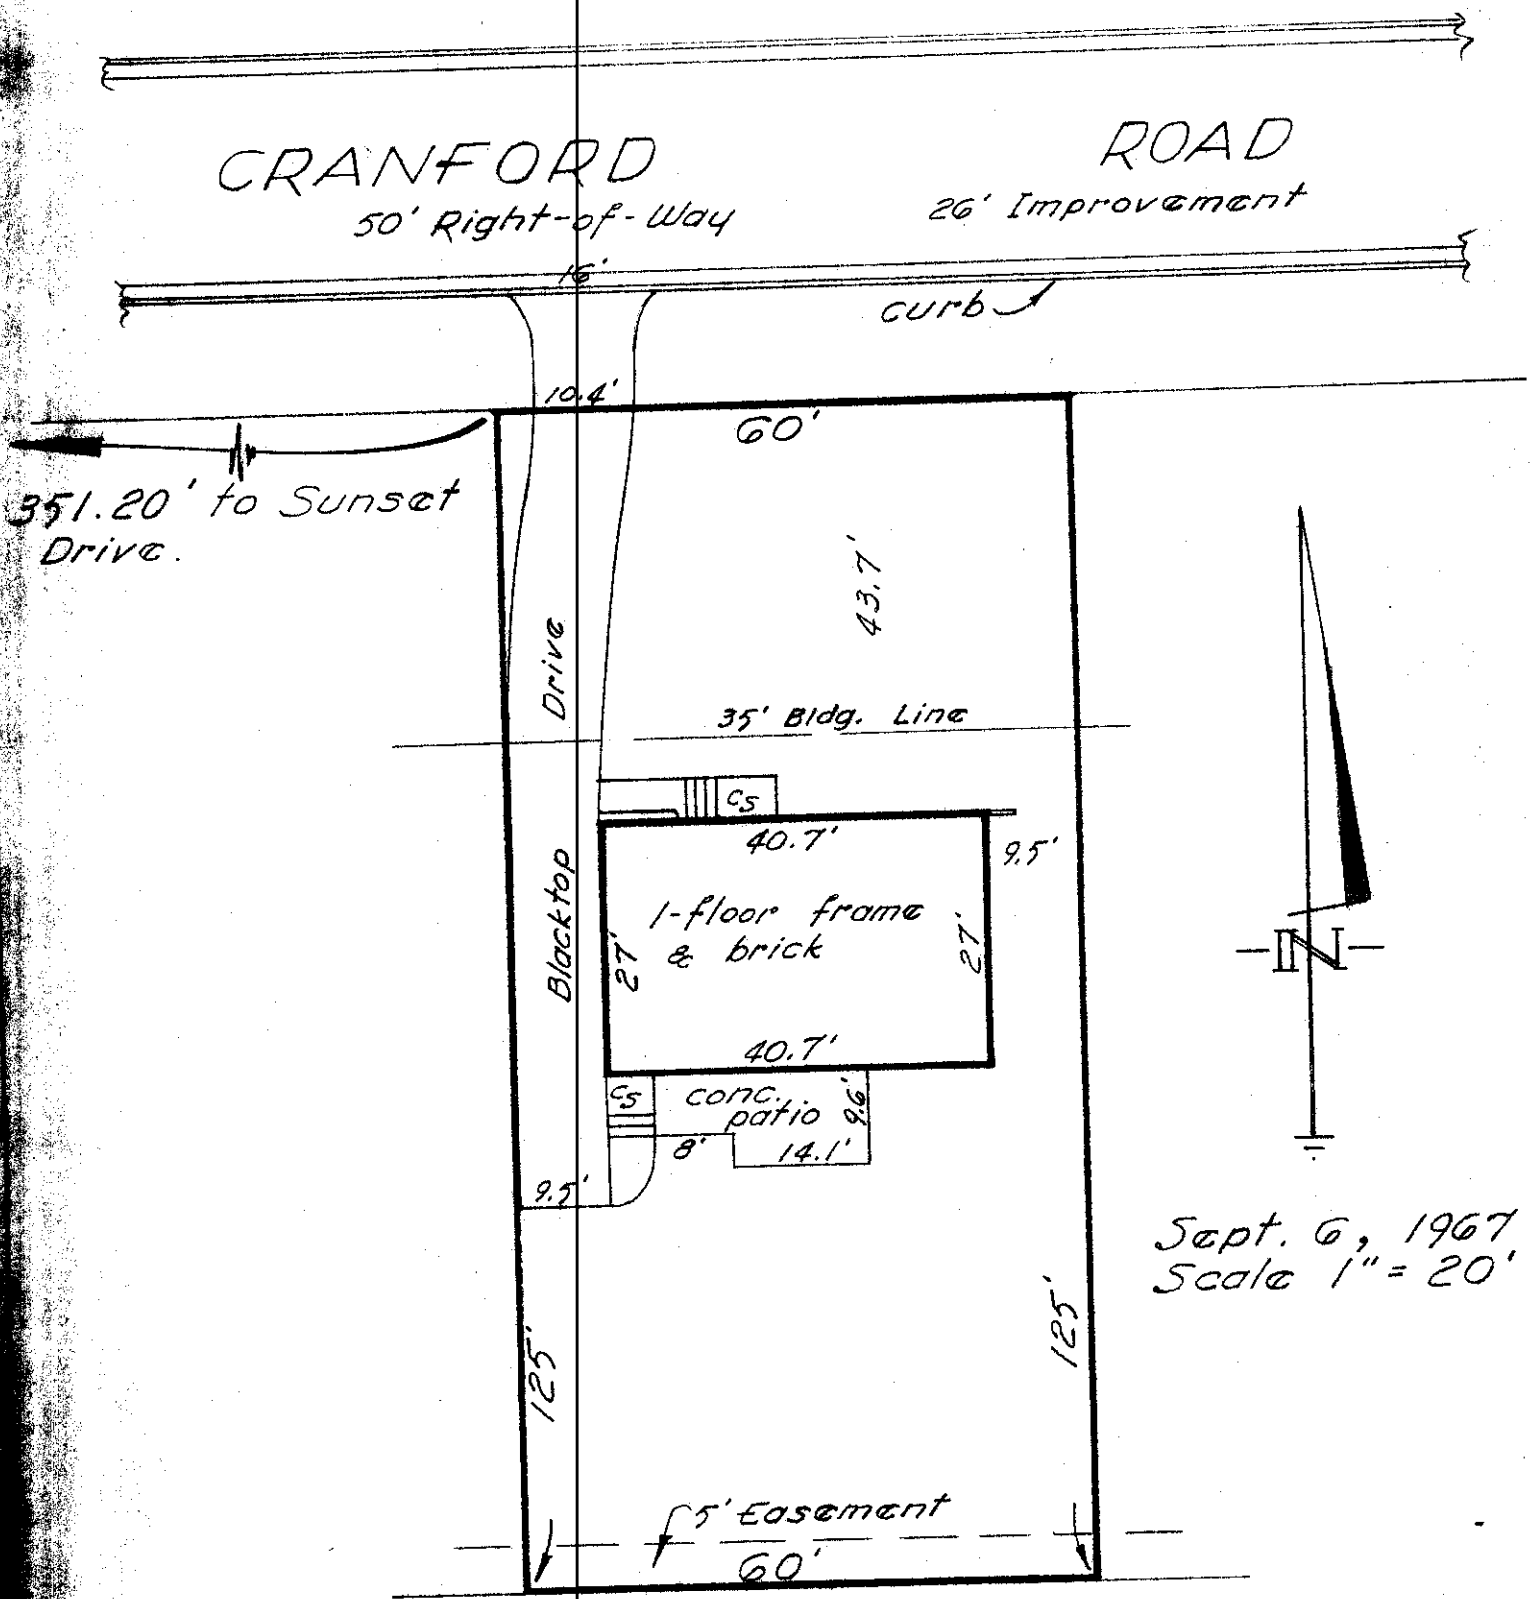 CRANFORD ROAD
50' Right-of-Way 26' Improvement
16'
curb
10.4'
60'
351.20' to Sunset
Drive.
43.7'
Blacktop Drive
35' Bldg. Line
CS
40.7'
9.5'
1-floor frame
& brick
27'
27'
N
40.7'
CS
conc.
patio
9.6'
8'
14.1'
9.5'
Sept. 6, 1967
Scale 1" = 20'
125'
125'
5' Easement
60'